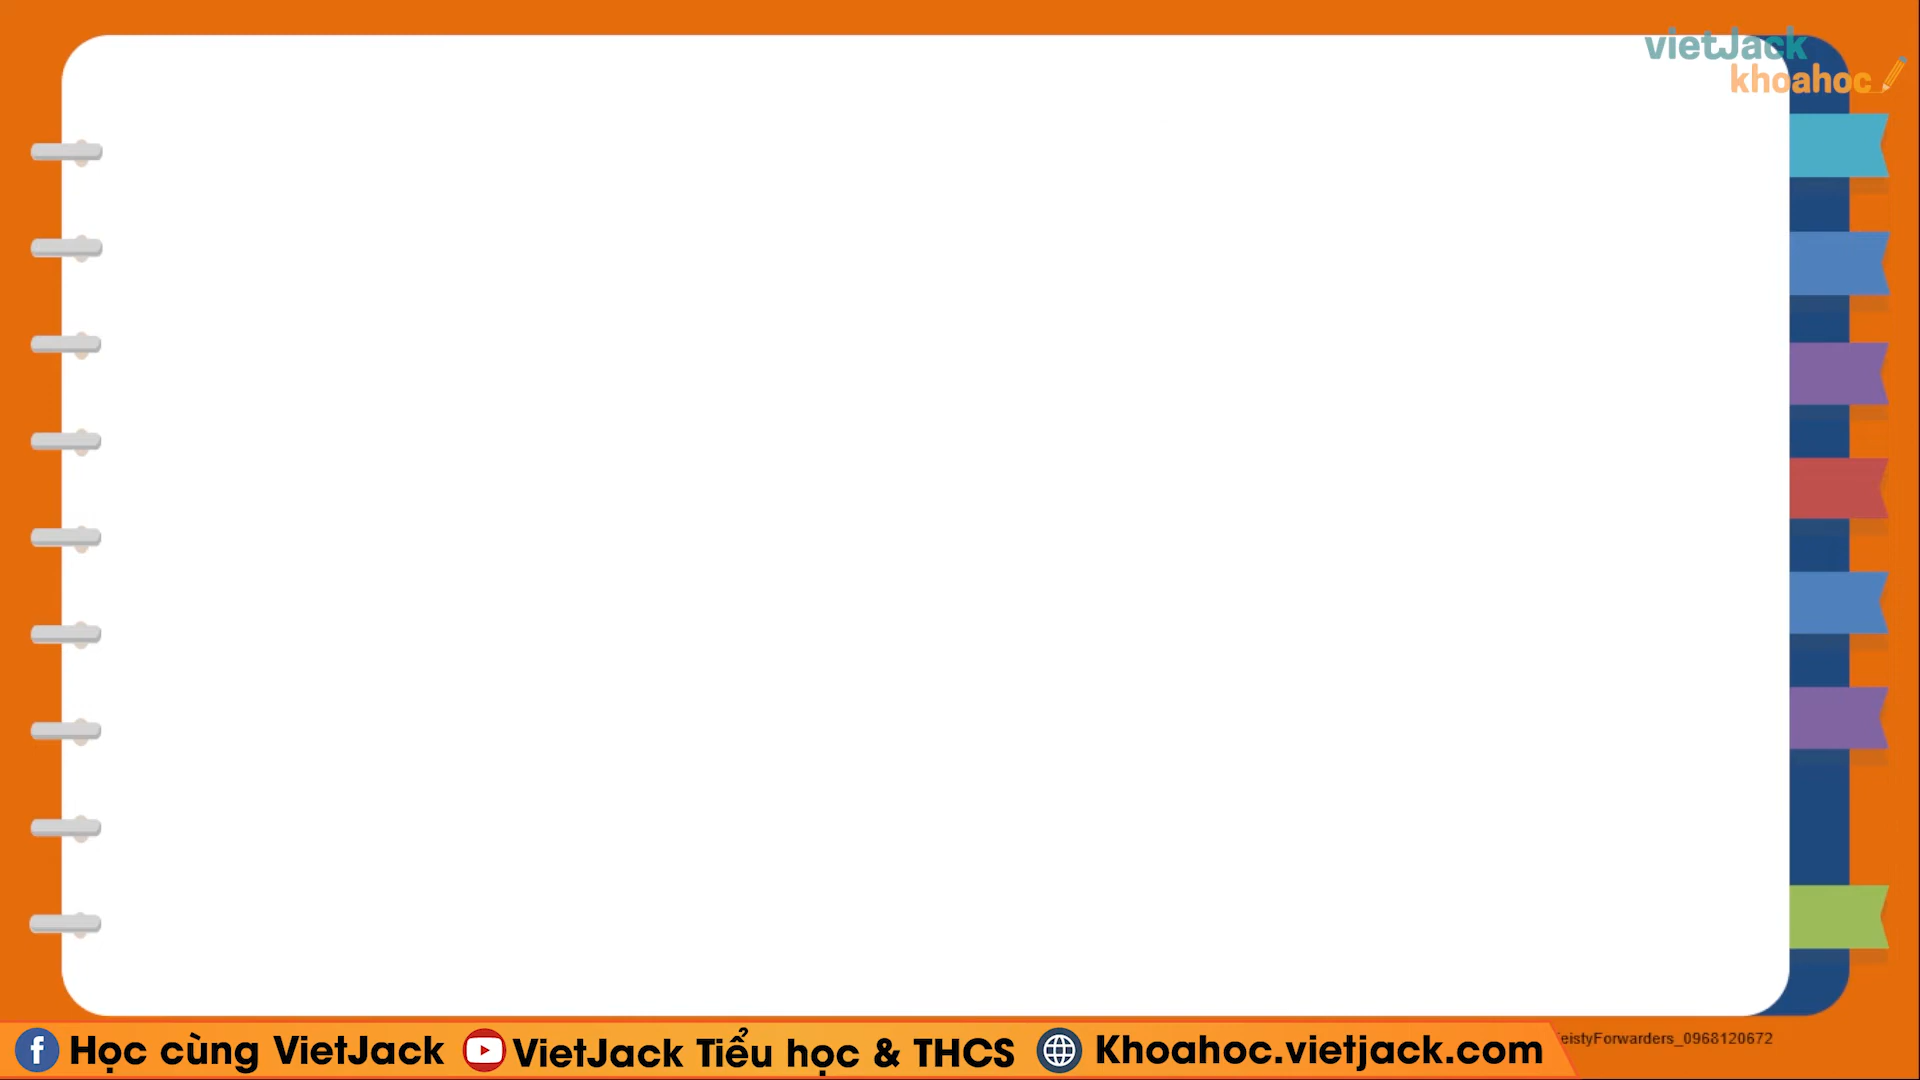 vietJack
khoahoc
Học cùng VietJack
VietJack Tiểu học & THCS
Khoahoc.vietjack.com
eistyForwarders_0968120672